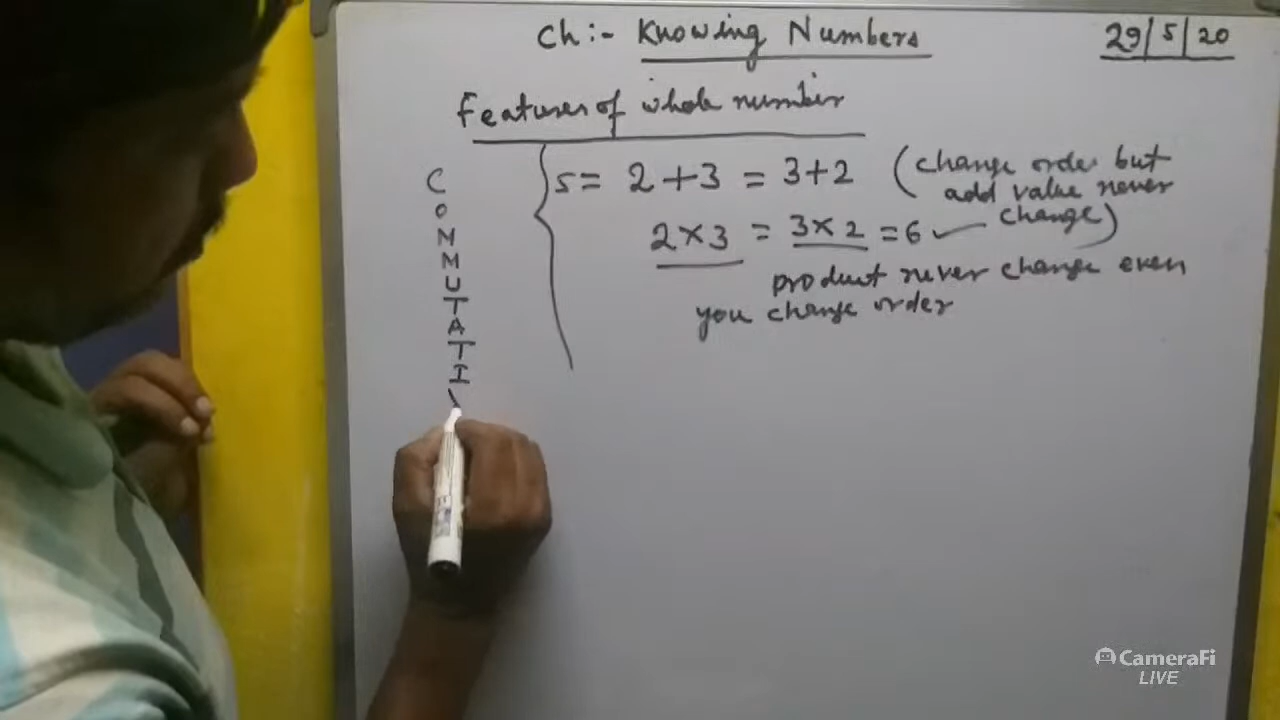 Ch:- Knowing Numbers 29/5/20
Features of whole number
5 = 2+3 = 3+2 (change order but
add value never
change)
2×3 = 3×2 = 6 ✓
product never change even
you change order
C
O
M
M
U
T
A
T
I
CameraFi
LIVE